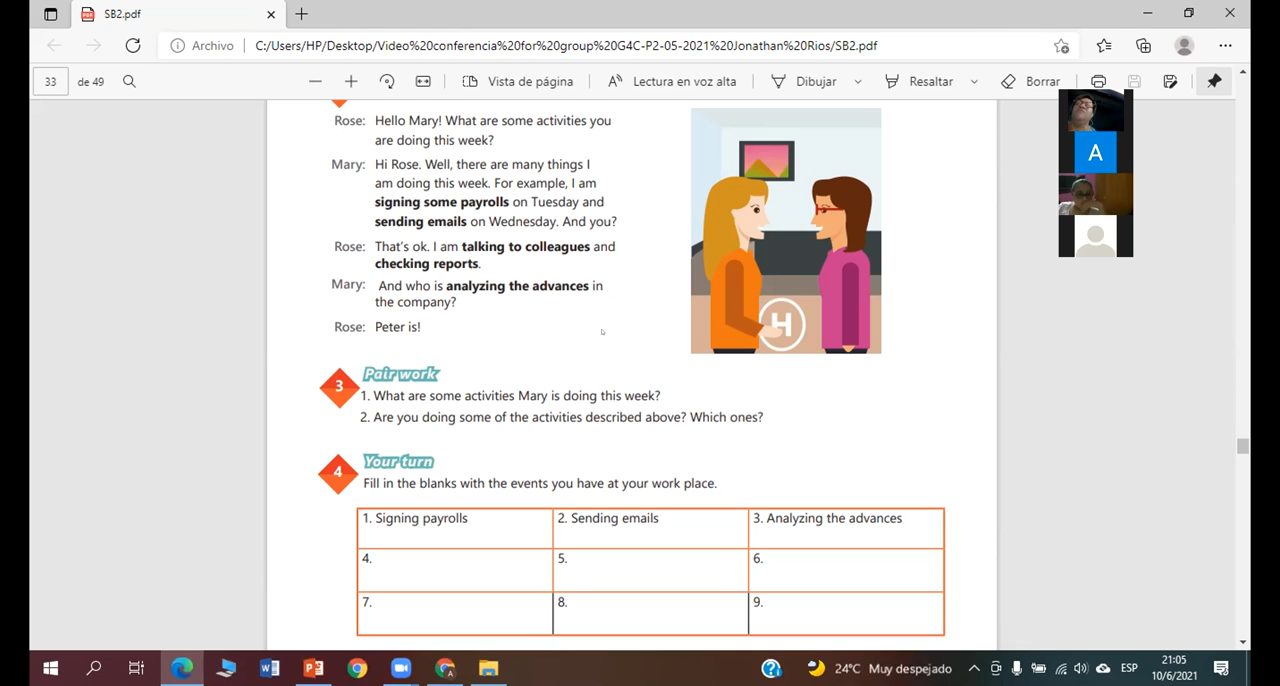 SB2.pdf
Archivo
C:/Users/HP/Desktop/Video%20conferencia%20for%20group%20G4C-P2-05-2021%20Jonathan%20Rios/SB2.pdf
33 de 49
Vista de página
Lectura en voz alta
Dibujar
Resaltar
Borrar
Rose: Hello Mary! What are some activities you
are doing this week?
Mary: Hi Rose. Well, there are many things I
am doing this week. For example, I am
signing some payrolls on Tuesday and
sending emails on Wednesday. And you?
Rose: That's ok. I am talking to colleagues and
checking reports.
Mary: And who is analyzing the advances in
the company?
Rose: Peter is!
H
A
3 Pair work
1. What are some activities Mary is doing this week?
2. Are you doing some of the activities described above? Which ones?
4 Your turn
Fill in the blanks with the events you have at your work place.
1. Signing payrolls 2. Sending emails 3. Analyzing the advances
4. 5. 6.
7. 8. 9.
24°C Muy despejado
ESP
21:05
10/6/2021